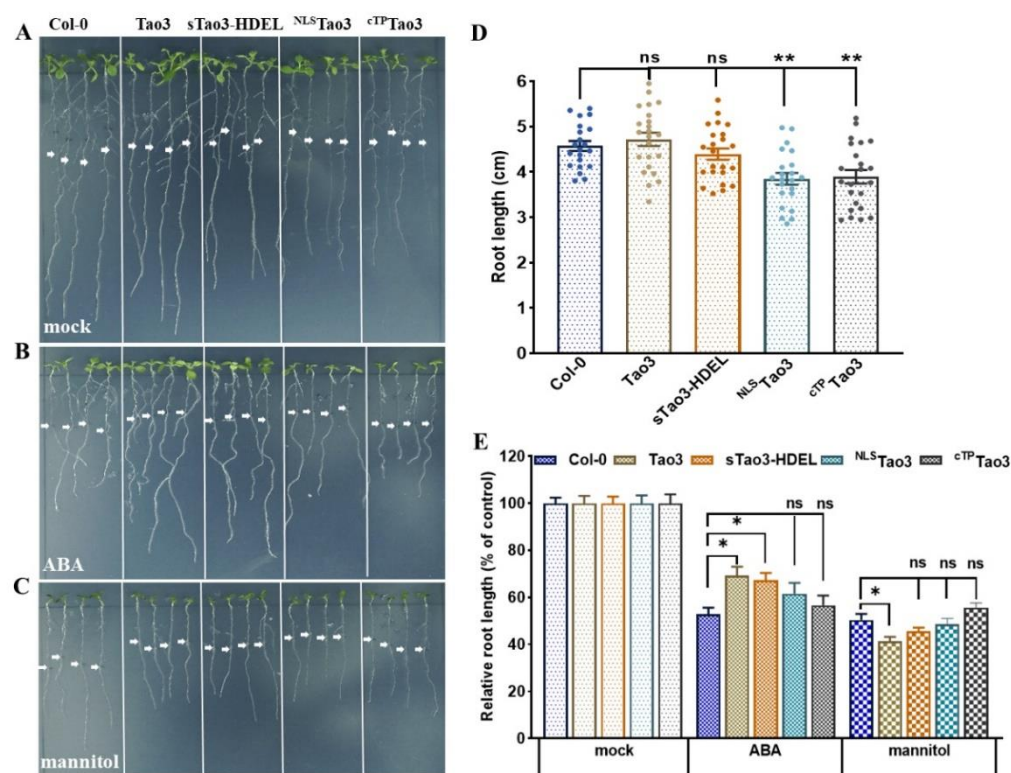 Col-0 Tao3 sTao3-HDEL NLSTao3 cTPTao3
A
mock
B
ABA
C
mannitol
D
ns ns ** **
6
5
4
3
2
1
0
Root length (cm)
Col-0 Tao3 sTao3-HDEL NLSTao3 cTPTao3
E
Col-0 Tao3 sTao3-HDEL NLSTao3 cTPTao3
120
100
80
60
40
20
0
Relative root length (% of control)
* * ns ns
* ns ns ns
mock ABA mannitol